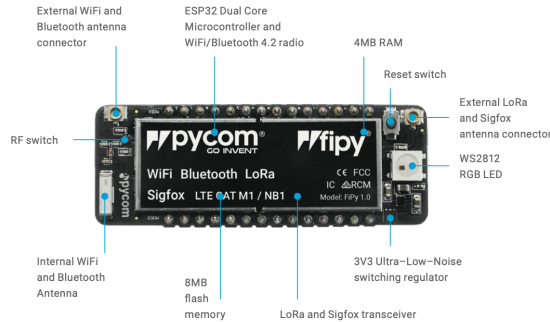 External WiFi and
Bluetooth antenna
connector
ESP32 Dual Core
Microcontroller and
WiFi/Bluetooth 4.2 radio
4MB RAM
Reset switch
External LoRa
and Sigfox
antenna connector
RF switch
WS2812
RGB LED
pycom®
GO INVENT
fipy®
WiFi Bluetooth LoRa
Sigfox LTE CAT M1 / NB1
CE FCC
IC RCM
Model: FiPy 1.0
pycom
Internal WiFi
and Bluetooth
Antenna
8MB
flash
memory
LoRa and Sigfox transceiver
3V3 Ultra–Low–Noise
switching regulator